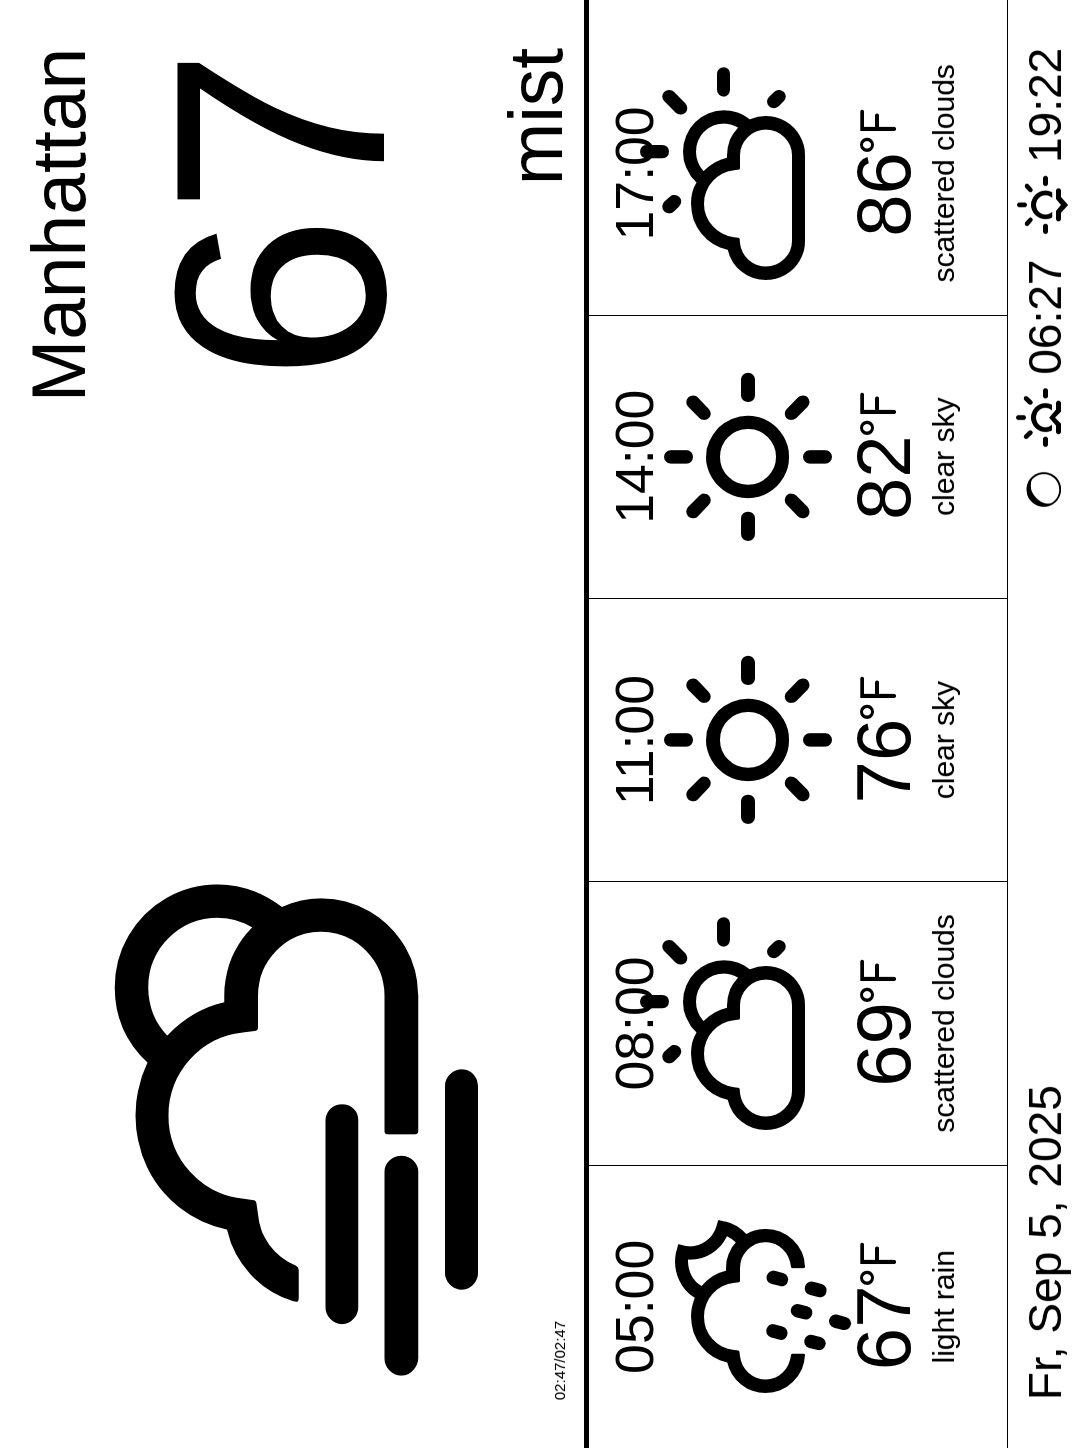 Manhattan
67
mist
02:47/02:47
05:00 08:00 11:00 14:00 17:00
67°F 69°F 76°F 82°F 86°F
light rain scattered clouds clear sky clear sky scattered clouds
Fr, Sep 5, 2025 06:27 19:22